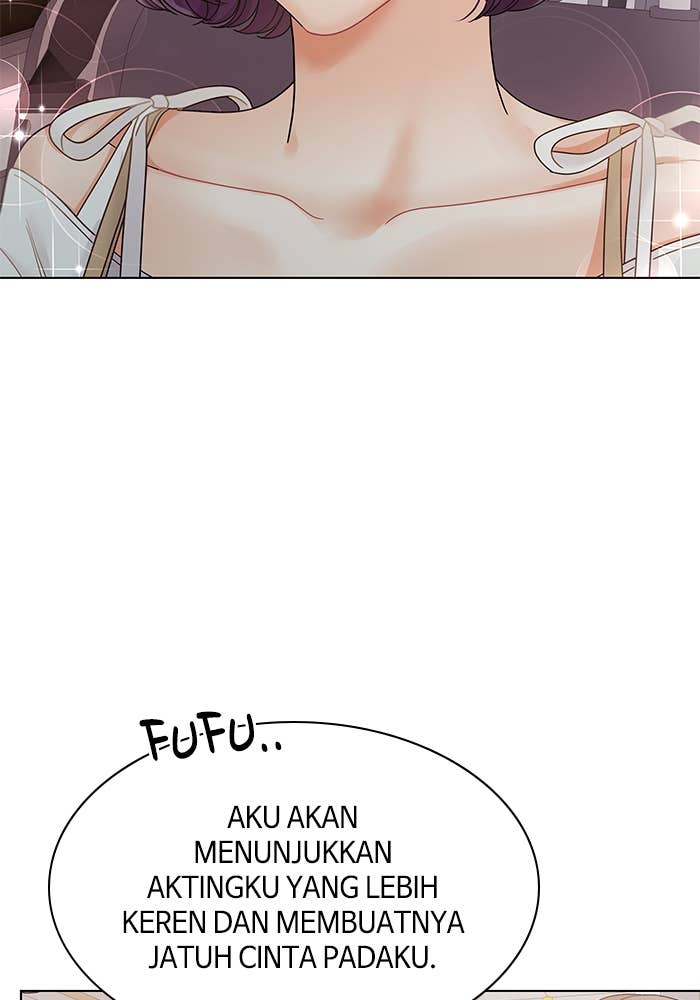 FUFU..
AKU AKAN
MENUNJUKKAN
AKTINGKU YANG LEBIH
KEREN DAN MEMBUATNYA
JATUH CINTA PADAKU.